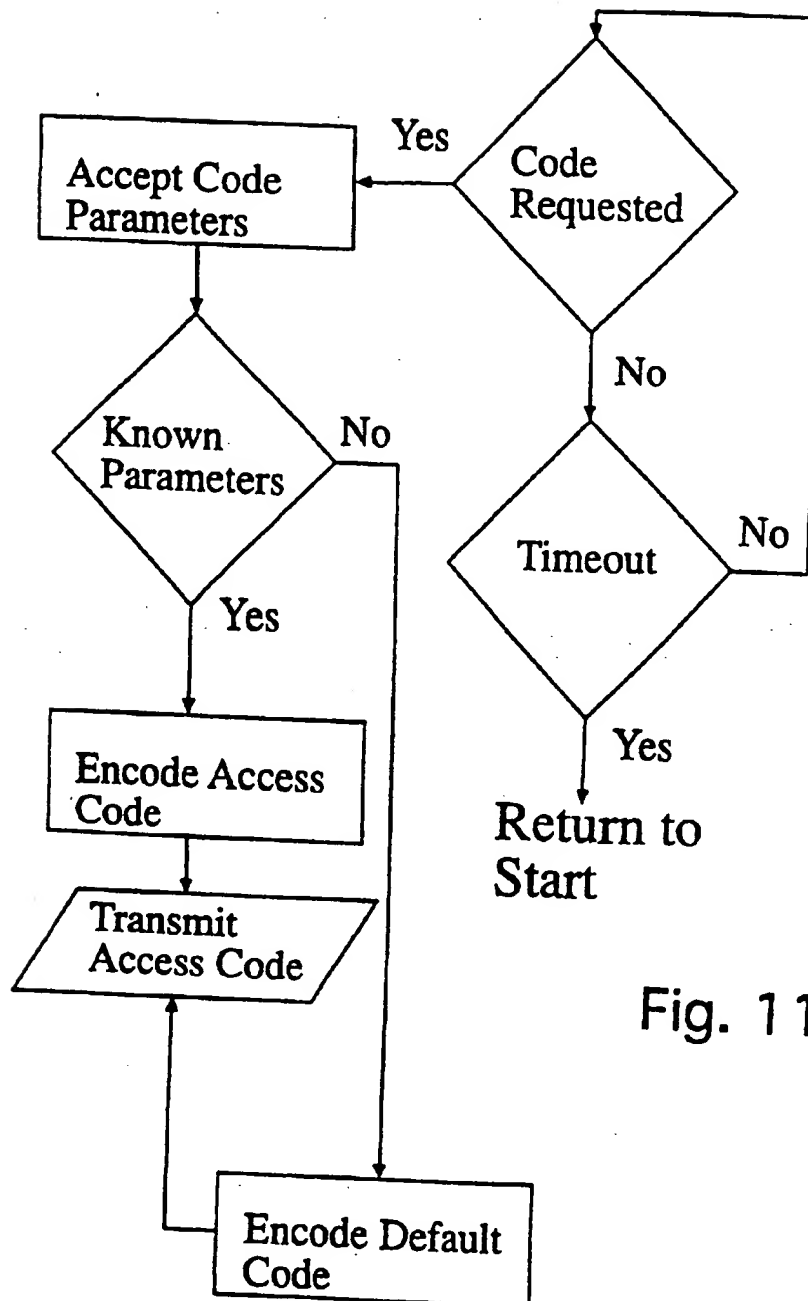 Yes
Code
Requested
Accept Code
Parameters
No
Known
Parameters
No
Timeout
No
Yes
Yes
Encode Access
Code
Return to
Start
Transmit
Access Code
Fig. 11
Encode Default
Code